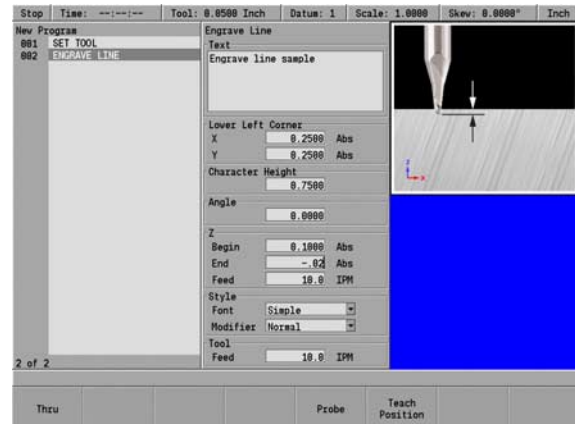 Stop Time: --:--:-- Tool: 0.0500 Inch Datum: 1 Scale: 1.0000 Skew: 0.0000° Inch
New Program
001 SET TOOL
002 ENGRAVE LINE
2 of 2
Engrave Line
Text
Engrave line sample
Lower Left Corner
X 0.2500 Abs
Y 0.2500 Abs
Character Height
0.7500
Angle
0.0000
Z
Begin 0.1000 Abs
End -.02 Abs
Feed 10.0 IPM
Style
Font Simple
Modifier Normal
Tool
Feed 10.0 IPM
Z
X
Thru Probe Teach Position